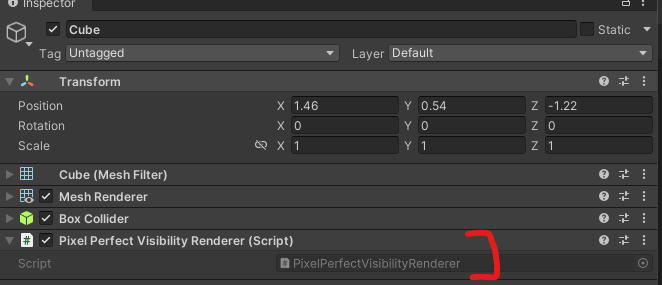 Inspector
Cube Static
Tag Untagged Layer Default
Transform
Position X 1.46 Y 0.54 Z -1.22
Rotation X 0 Y 0 Z 0
Scale X 1 Y 1 Z 1
Cube (Mesh Filter)
Mesh Renderer
Box Collider
# Pixel Perfect Visibility Renderer (Script)
Script # PixelPerfectVisibilityRenderer